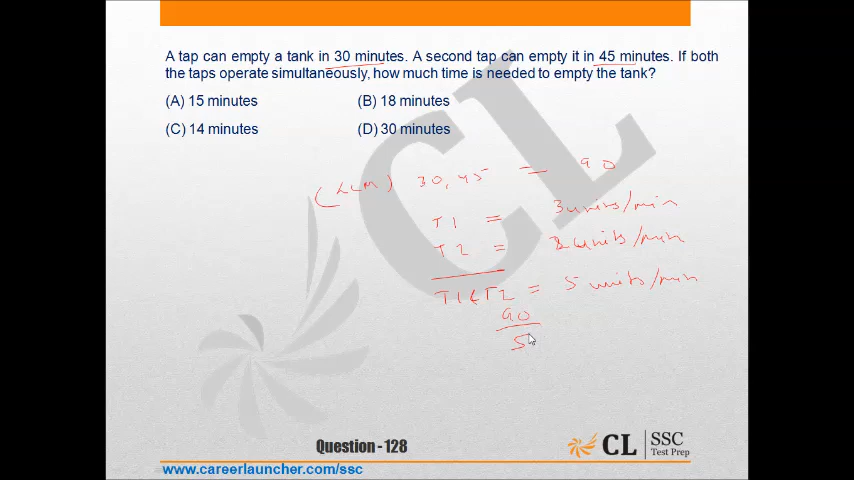 A tap can empty a tank in 30 minutes. A second tap can empty it in 45 minutes. If both
the taps operate simultaneously, how much time is needed to empty the tank?
(A) 15 minutes (B) 18 minutes
(C) 14 minutes (D) 30 minutes
(LCM) 30, 45 = 90
T1 = 3 units/min
T2 = 2 units/min
T1&T2 = 5 units/min
90
5
Question - 128
CL SSC
Test Prep
www.careerlauncher.com/ssc
CL